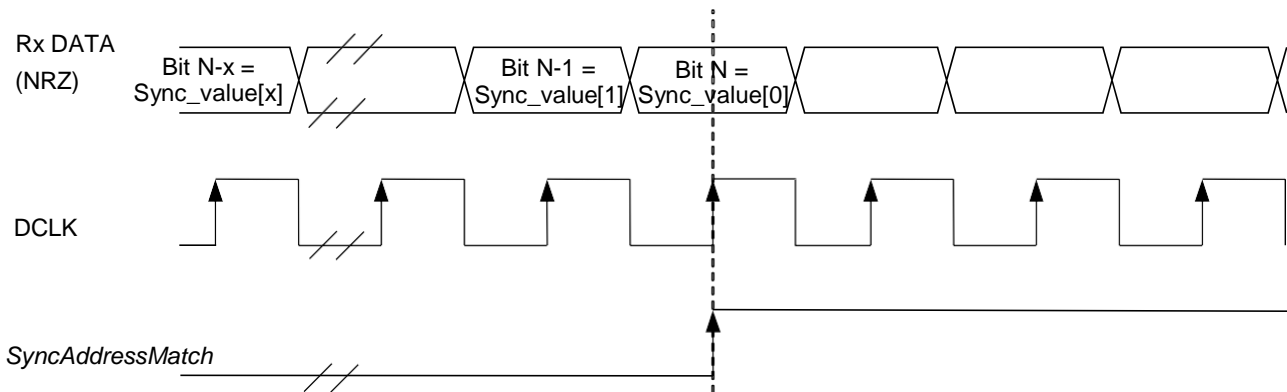 Rx DATA
(NRZ)
Bit N-x =
Sync_value[x]
Bit N-1 =
Sync_value[1]
Bit N =
Sync_value[0]
DCLK
SyncAddressMatch